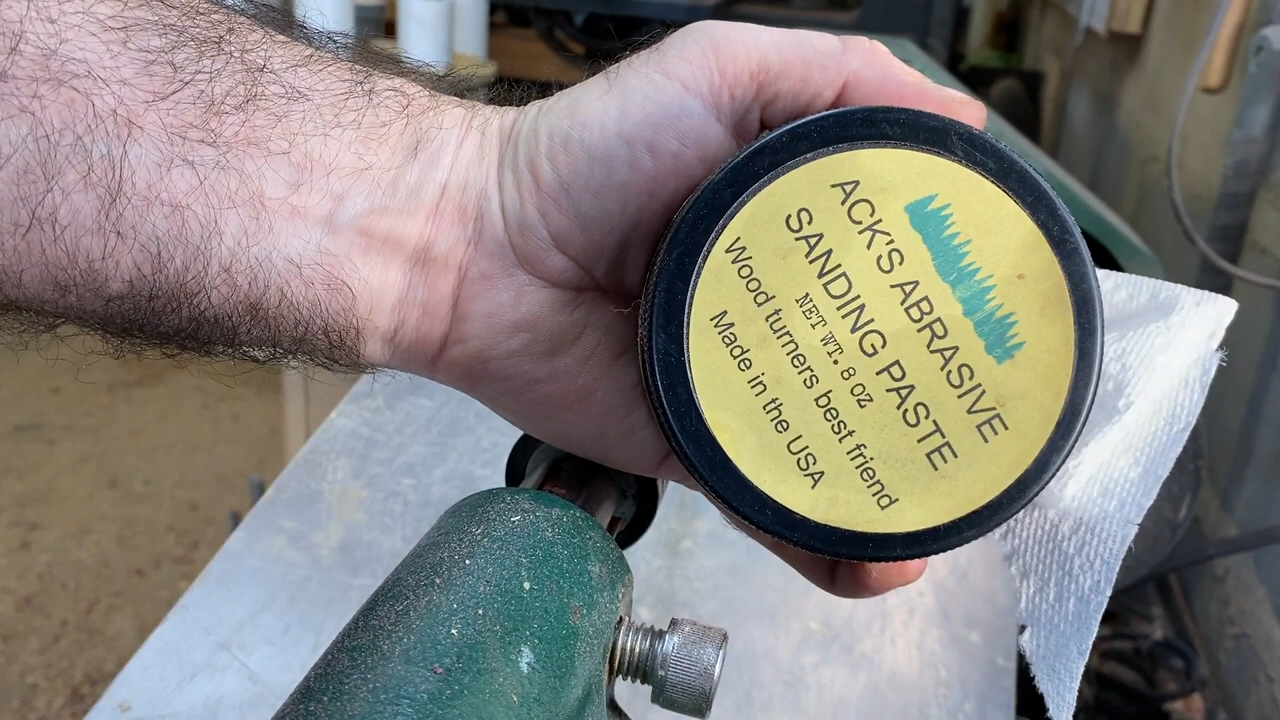 ACK'S ABRASIVE
SANDING PASTE
NET WT. 8 OZ
Wood turners best friend
Made in the USA